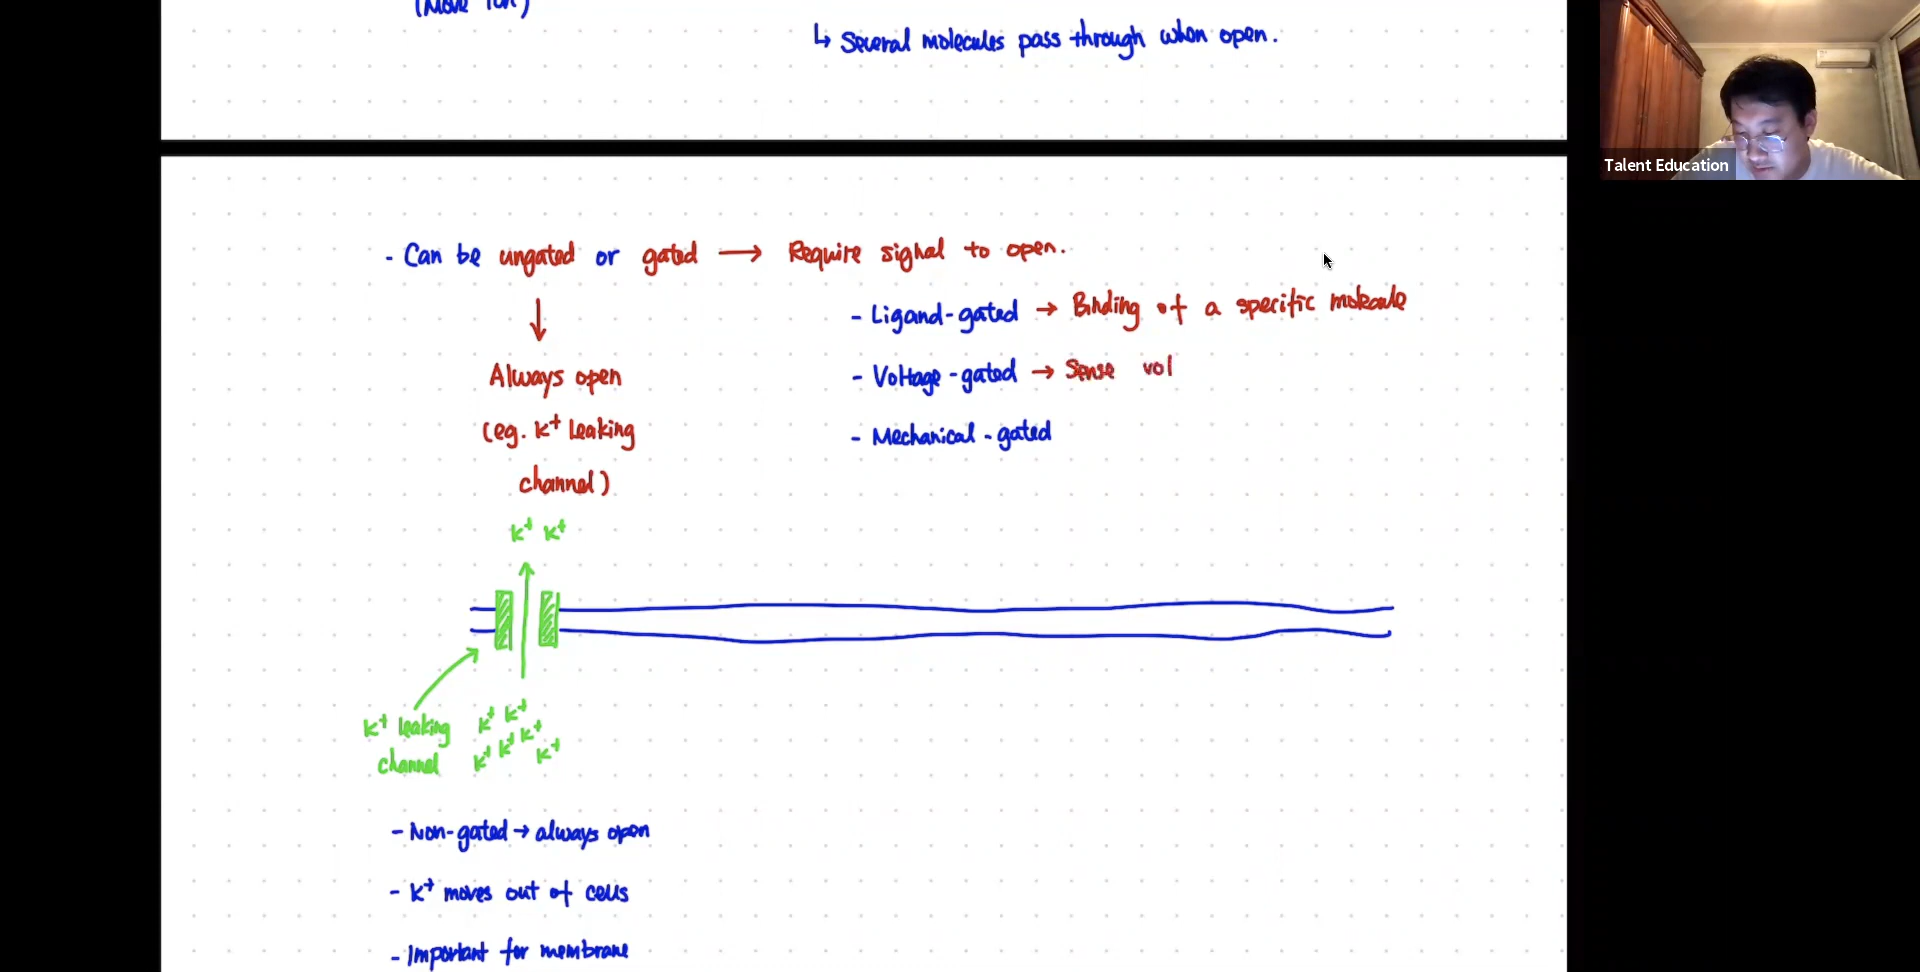 (Move ion)
↳ Several molecules pass through when open.
Talent Education
- Can be ungated or gated → Require signal to open.
- Ligand-gated → Binding of a specific molecule
- Voltage-gated → Sense vol
- Mechanical-gated
↓
Always open
(eg. K+ leaking
channel)
K+ K+
K+ leaking
channel
K+ K+
K+ K+ K+ K+
- Non-gated → always open
- K+ moves out of cells
- Important for membrane